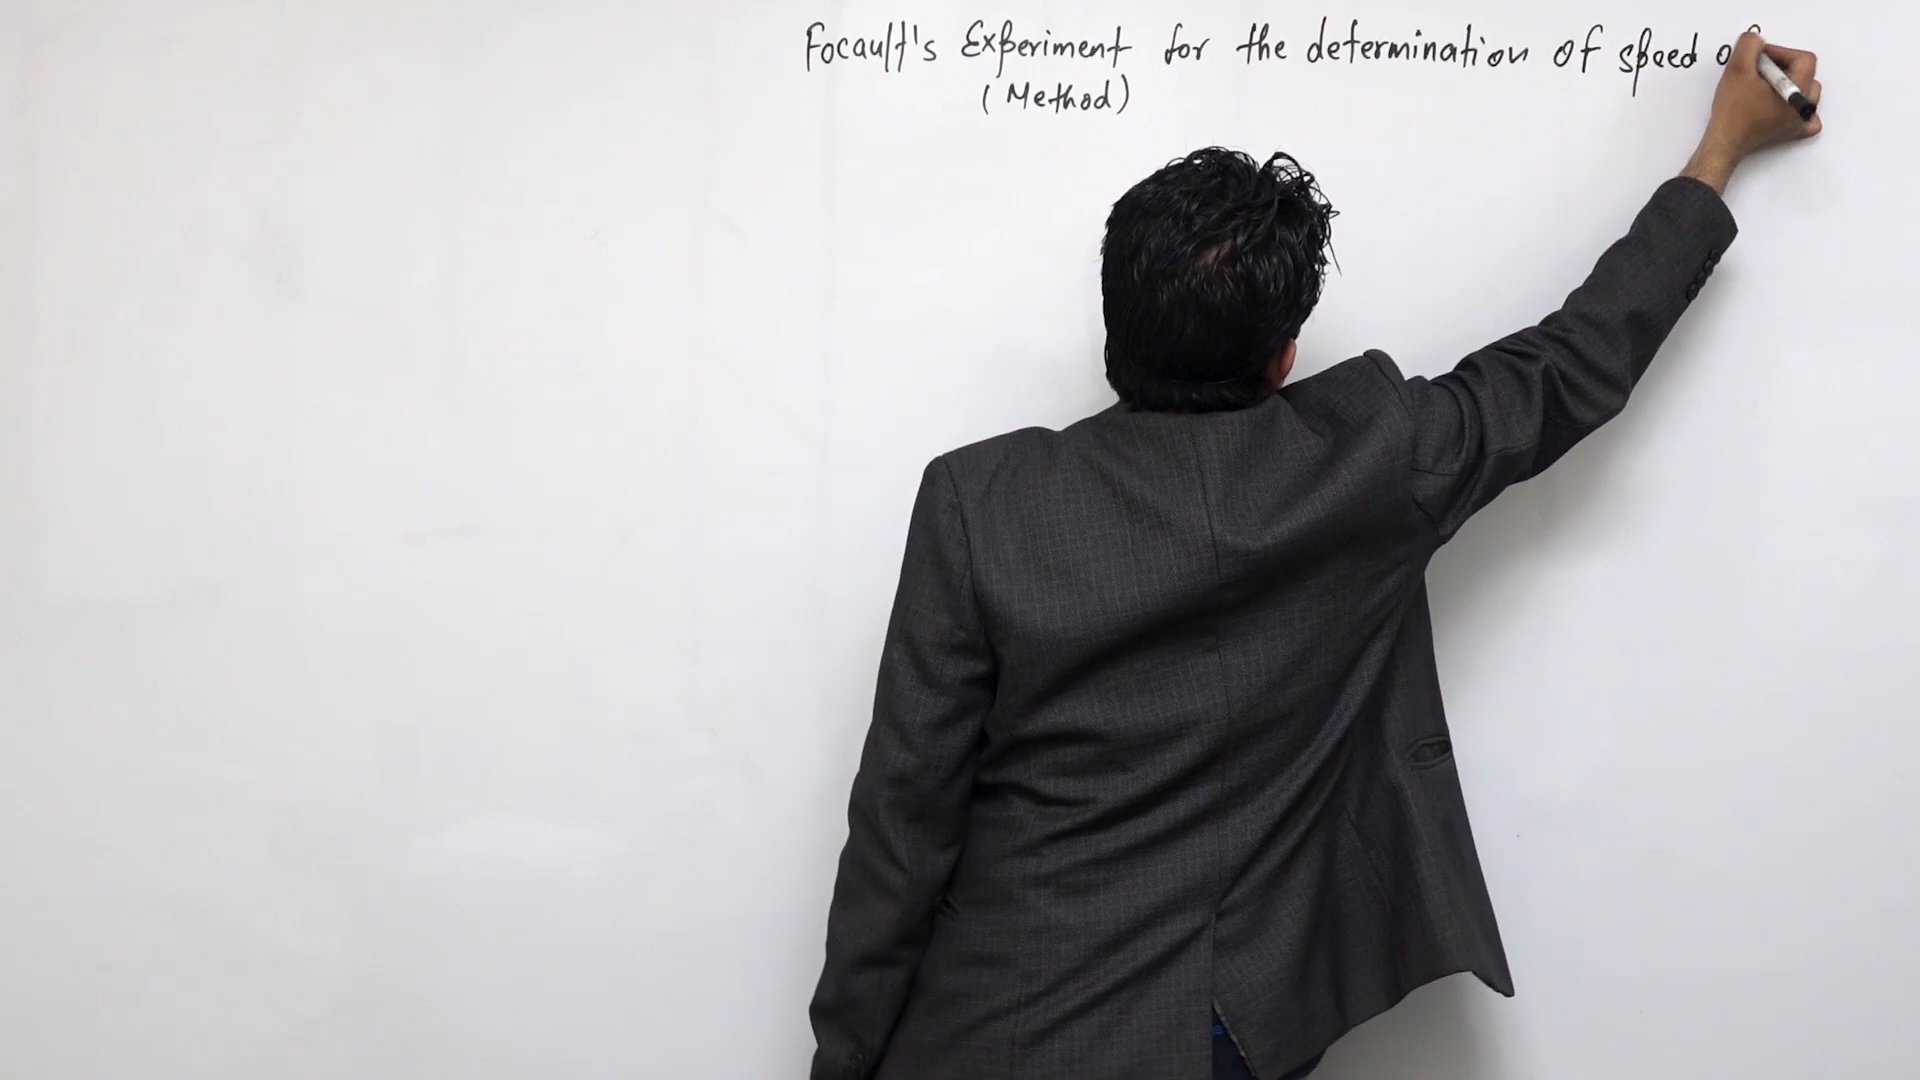 Focault's Experiment for the determination of speed of
(Method)